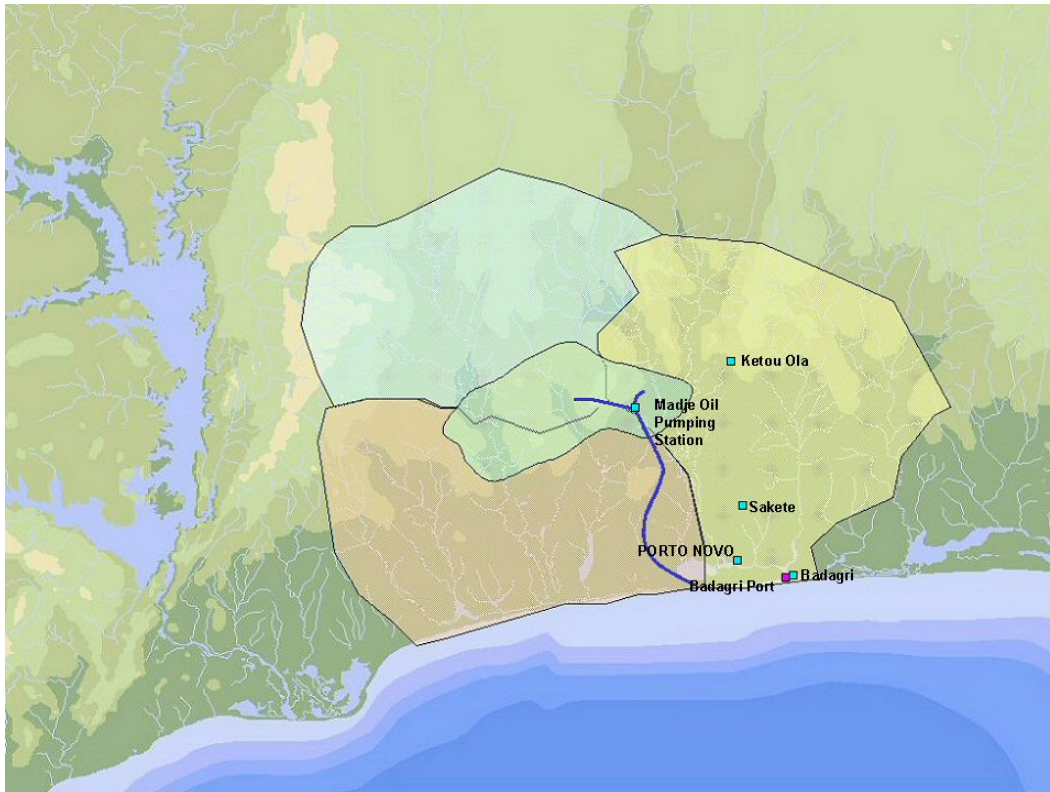 Ketou Ola
Madje Oil
Pumping
Station
Sakete
PORTO NOVO
Badagri
Badagri Port